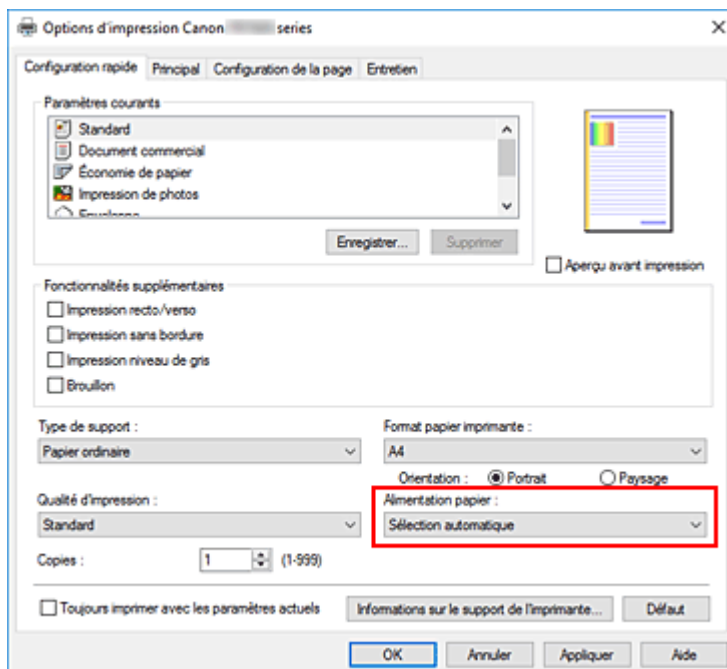 Options d'impression Canon series
Configuration rapide Principal Configuration de la page Entretien
Paramètres courants
Standard
Document commercial
Économie de papier
Impression de photos
Enregistrer... Supprimer
Aperçu avant impression
Fonctionnalités supplémentaires
Impression recto/verso
Impression sans bordure
Impression niveau de gris
Brouillon
Type de support : Format papier imprimante :
Papier ordinaire A4
Orientation : Portrait Paysage
Qualité d'impression : Alimentation papier :
Standard Sélection automatique
Copies : 1 (1-999)
Toujours imprimer avec les paramètres actuels Informations sur le support de l'imprimante... Défaut
OK Annuler Appliquer Aide